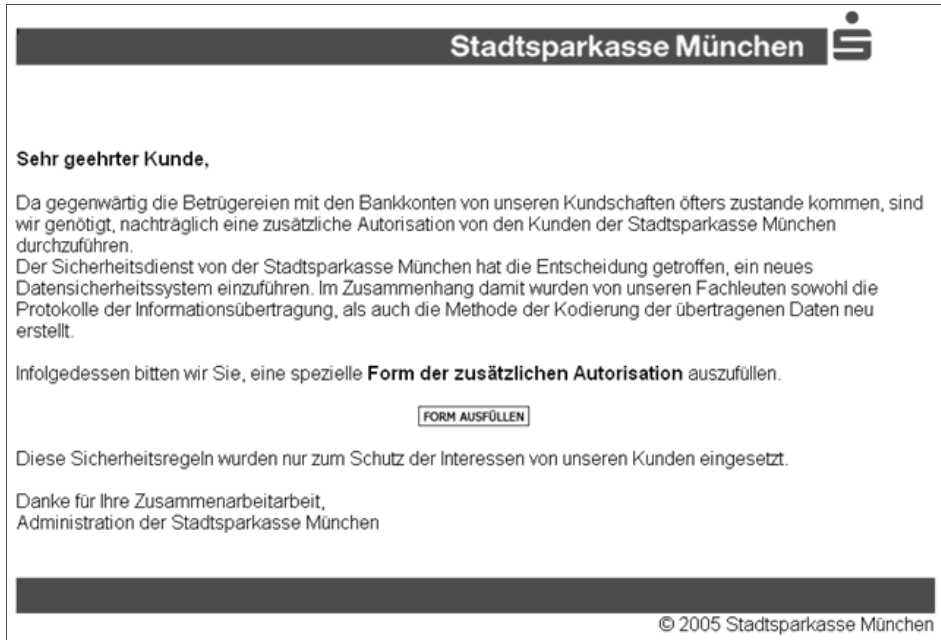 Stadtsparkasse München
Sehr geehrter Kunde,
Da gegenwärtig die Betrügereien mit den Bankkonten von unseren Kundschaften öfters zustande kommen, sind
wir genötigt, nachträglich eine zusätzliche Autorisation von den Kunden der Stadtsparkasse München
durchzuführen.
Der Sicherheitsdienst von der Stadtsparkasse München hat die Entscheidung getroffen, ein neues
Datensicherheitssystem einzuführen. Im Zusammenhang damit wurden von unseren Fachleuten sowohl die
Protokolle der Informationsübertragung, als auch die Methode der Kodierung der übertragenen Daten neu
erstellt.
Infolgedessen bitten wir Sie, eine spezielle Form der zusätzlichen Autorisation auszufüllen.
FORM AUSFÜLLEN
Diese Sicherheitsregeln wurden nur zum Schutz der Interessen von unseren Kunden eingesetzt.
Danke für Ihre Zusammenarbeitarbeit,
Administration der Stadtsparkasse München
© 2005 Stadtsparkasse München